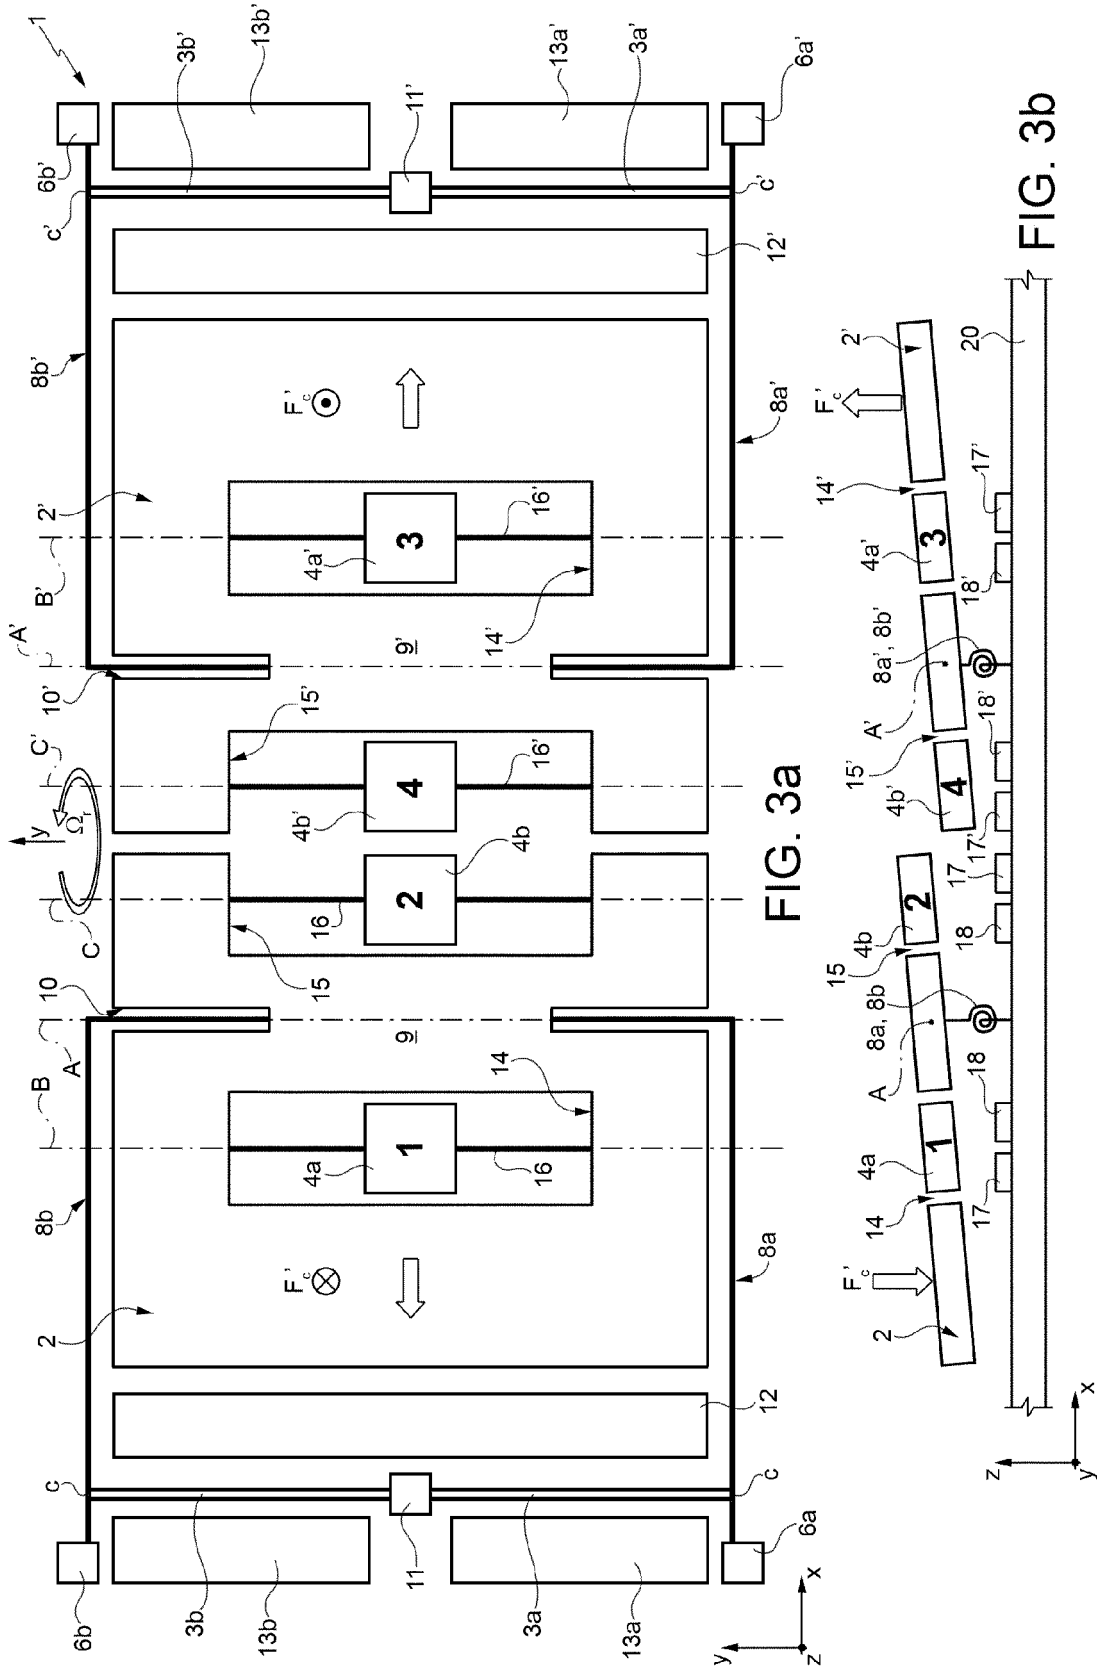 1
6b'
13b'
3b'
11'
13a'
3a'
6a'
c'
c'
12'
8b'
F'c
8a'
2'
B'
A'
4a'
3
16'
14'
9'
10'
15'
C'
y
Ωr
4b'
4
16'
4b
2
16
C
15
10
A
B
9
14
4a
1
16
8b
F'c
8a
2
12
c
c
3b
11
3a
6a
6b
13b
13a
y
z
x
FIG. 3a
2'
F'c
14'
4a'
3
17'
18'
20
A'
8a', 8b'
15'
4b'
4
18'
17'
17
18
4b
2
15
8a, 8b
A
18
4a
1
17
14
F'c
2
z
y
x
FIG. 3b